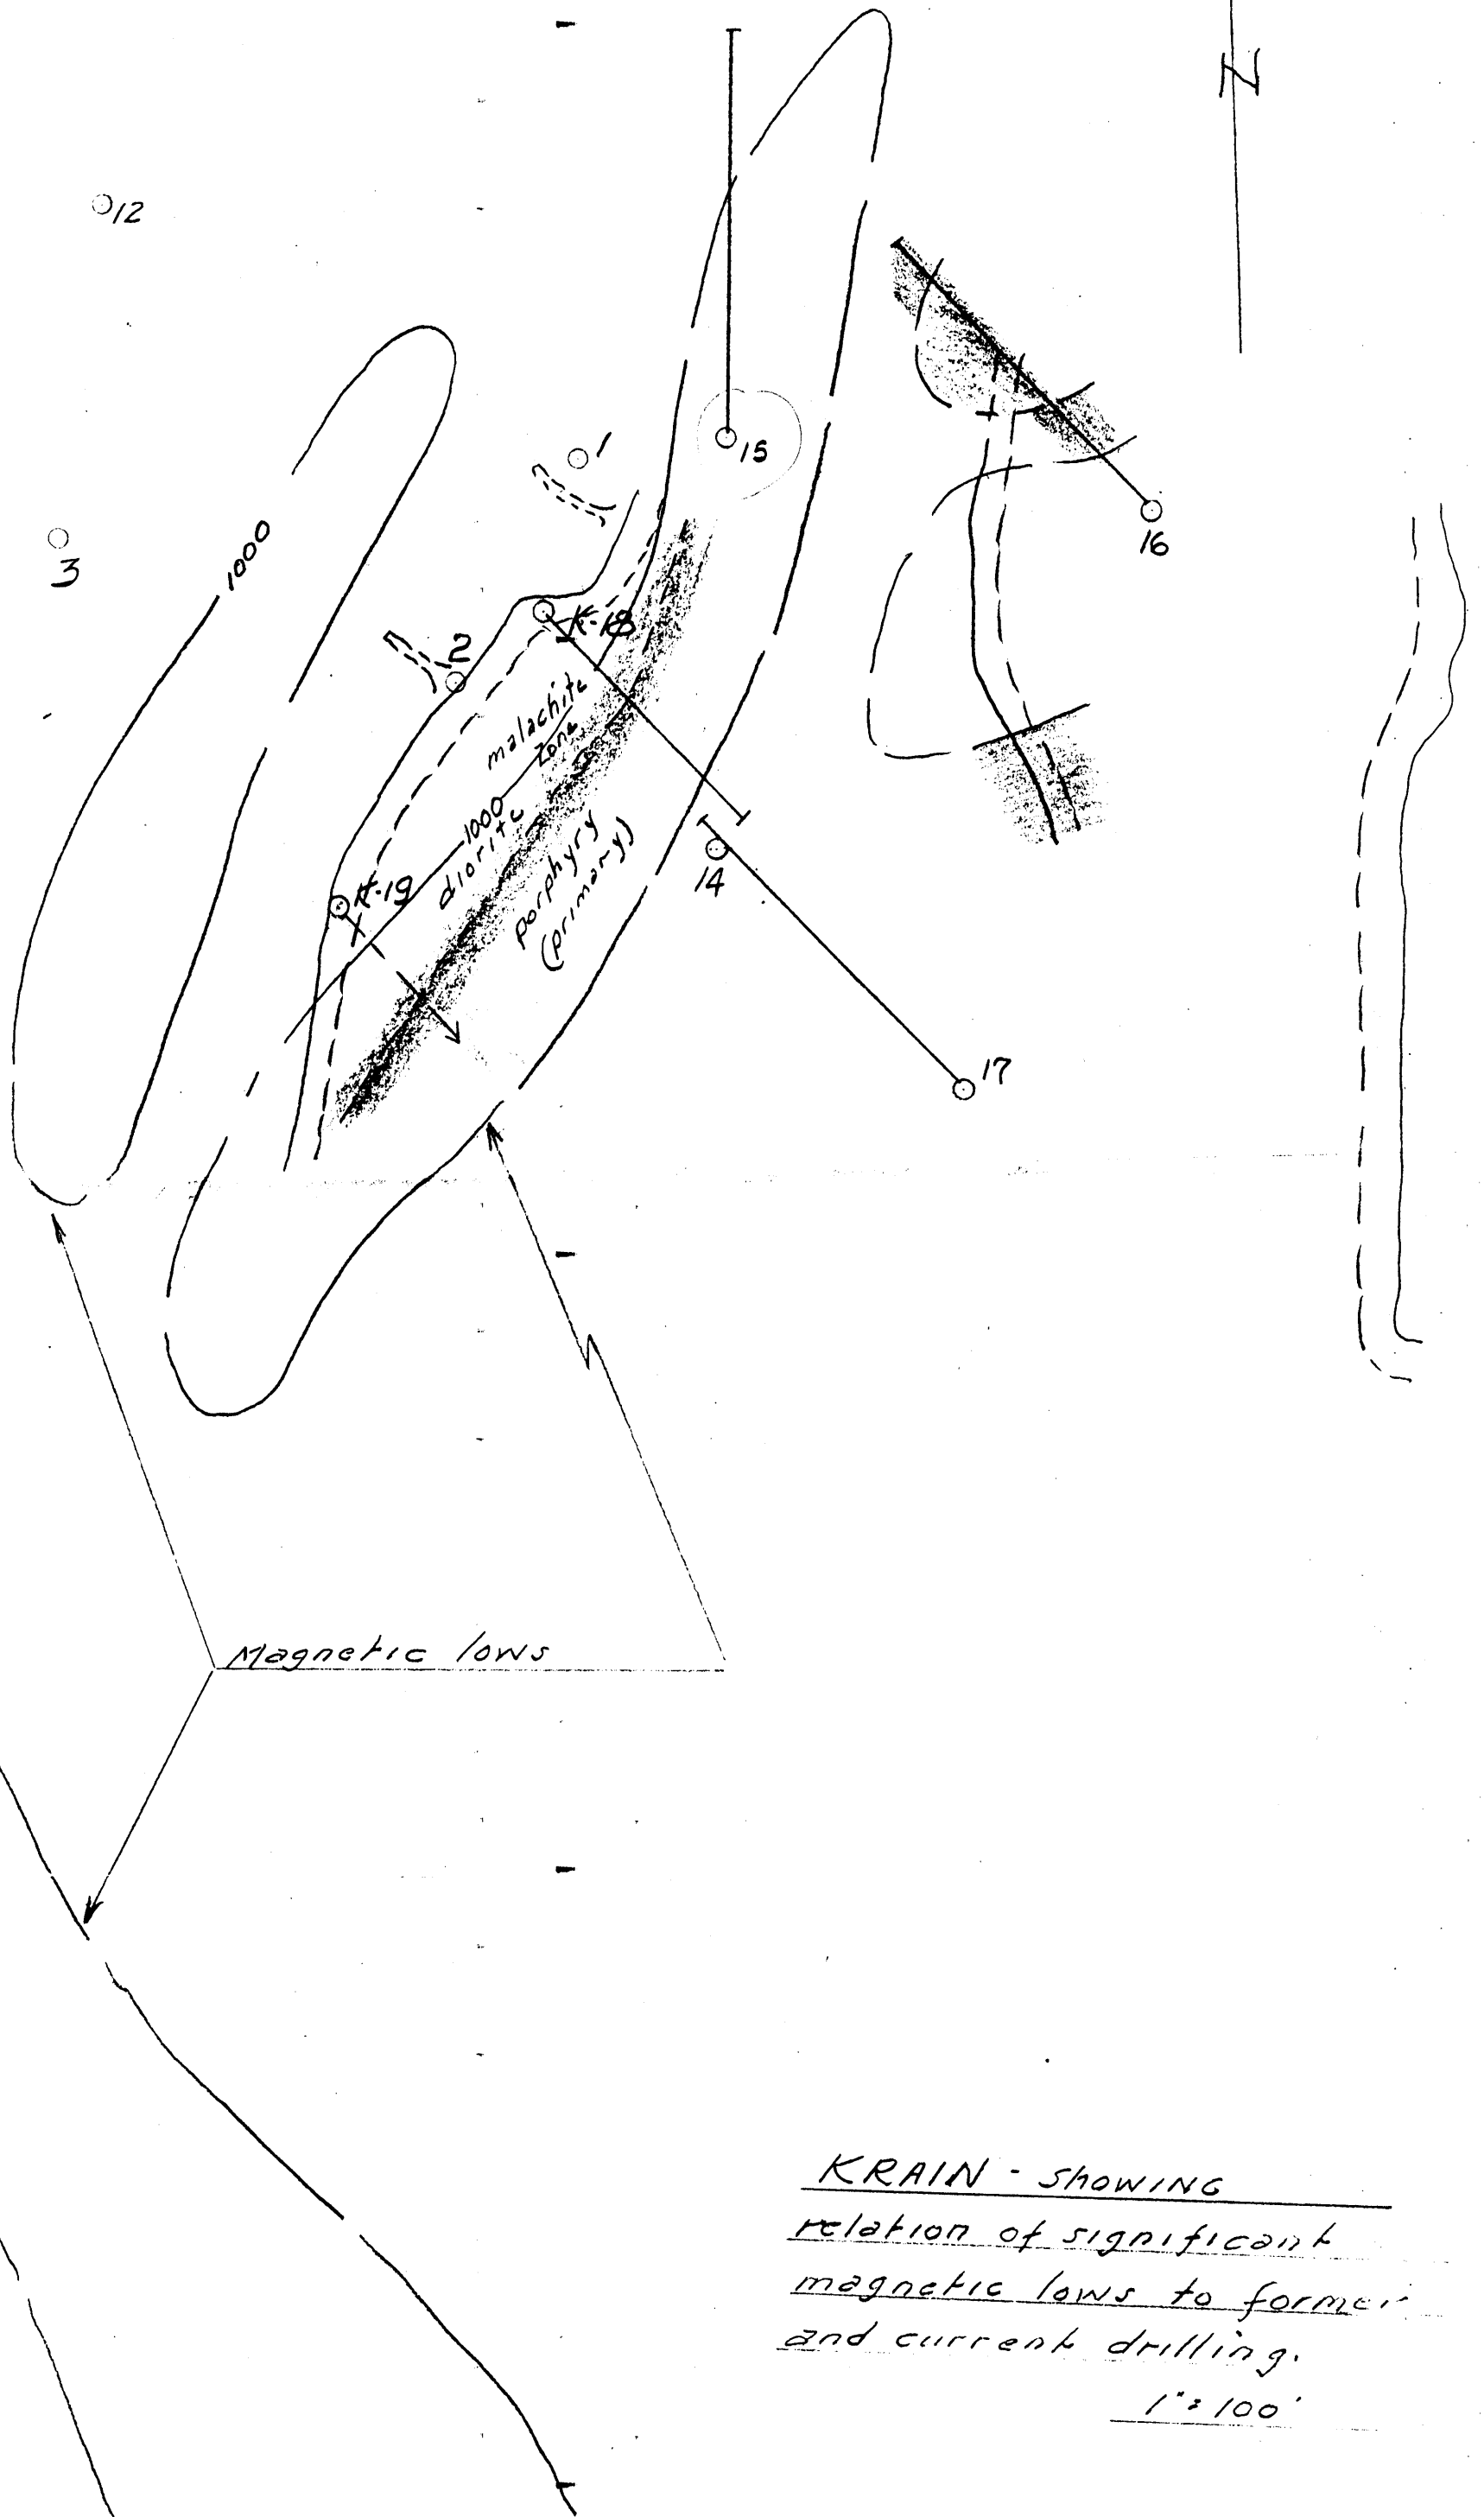 N
12
1
15
16
3
1000
K-18
2
malachite
zone
1000
diorite
porphyry
(primary)
K-19
14
17
Magnetic lows
KRAIN - showing
relation of significant
magnetic lows to former
and current drilling.
1" = 100'